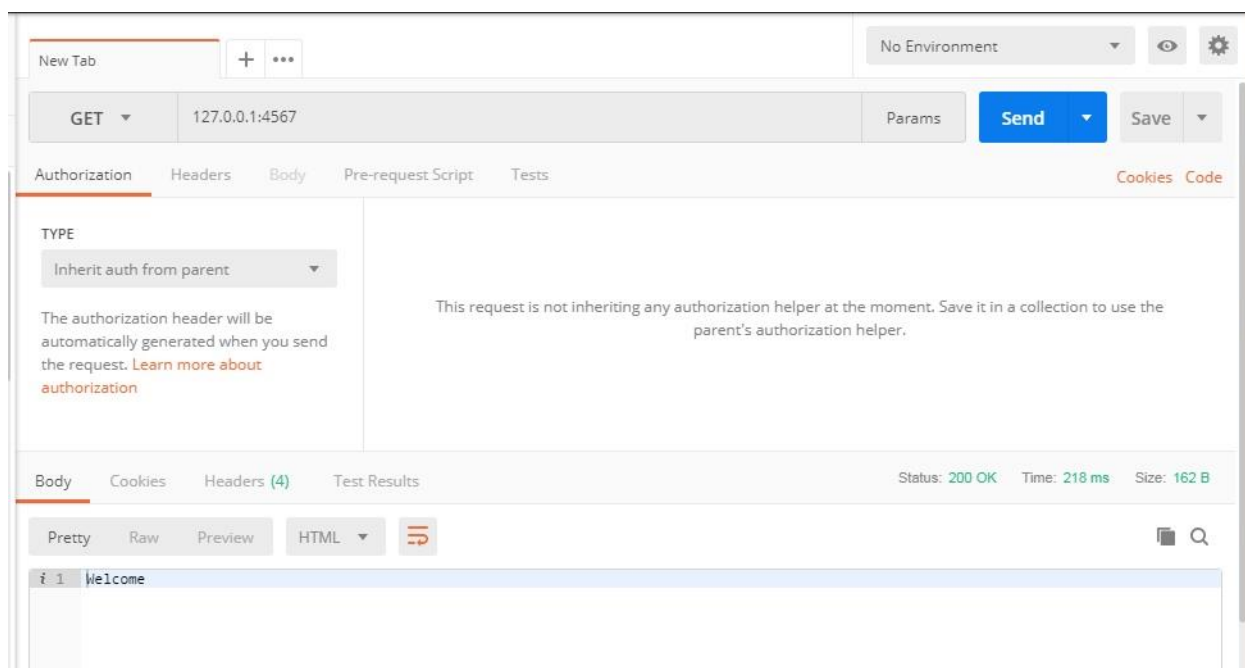 New Tab
No Environment
GET
127.0.0.1:4567
Params
Send
Save
Authorization
Headers
Body
Pre-request Script
Tests
Cookies
Code
TYPE
Inherit auth from parent
The authorization header will be
automatically generated when you send
the request. Learn more about
authorization
This request is not inheriting any authorization helper at the moment. Save it in a collection to use the
parent's authorization helper.
Body
Cookies
Headers (4)
Test Results
Status: 200 OK
Time: 218 ms
Size: 162 B
Pretty
Raw
Preview
HTML
i 1 Welcome